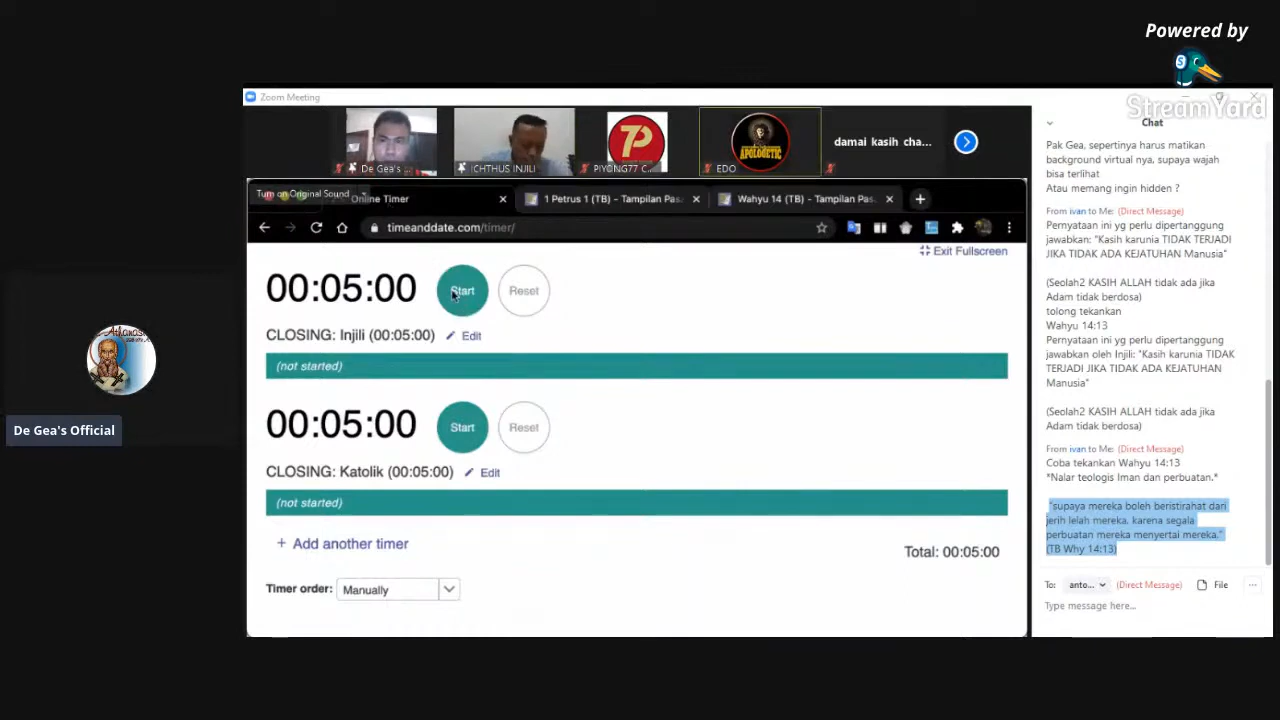 Powered by
StreamYard
Zoom Meeting
De Gea's
ICHTHUS INJILI
7P
PIYONG77 C...
APOLOGETIC
EDO
damai kasih cha...
Turn on Original Sound
Online Timer
1 Petrus 1 (TB) - Tampilan Pas
Wahyu 14 (TB) - Tampilan Pas
timeanddate.com/timer/
Exit Fullscreen
00:05:00 Start Reset
CLOSING: Injili (00:05:00) Edit
(not started)
00:05:00 Start Reset
CLOSING: Katolik (00:05:00) Edit
(not started)
+ Add another timer
Total: 00:05:00
Timer order: Manually
De Gea's Official
Chat
Pak Gea, sepertinya harus matikan
background virtual nya, supaya wajah
bisa terlihat
Atau memang ingin hidden ?
From ivan to Me: (Direct Message)
Pernyataan ini yg perlu dipertanggung
jawabkan: "Kasih karunia TIDAK TERJADI
JIKA TIDAK ADA KEJATUHAN Manusia"
(Seolah2 KASIH ALLAH tidak ada jika
Adam tidak berdosa)
tolong tekankan
Wahyu 14:13
Pernyataan ini yg perlu dipertanggung
jawabkan oleh Injili: "Kasih karunia TIDAK
TERJADI JIKA TIDAK ADA KEJATUHAN
Manusia"
(Seolah2 KASIH ALLAH tidak ada jika
Adam tidak berdosa)
From ivan to Me: (Direct Message)
Coba tekankan Wahyu 14:13
*Nalar teologis Iman dan perbuatan.*
"supaya mereka boleh beristirahat dari
jerih lelah mereka, karena segala
perbuatan mereka menyertai mereka."
(TB Why 14:13)
To: anto... (Direct Message) File ...
Type message here...